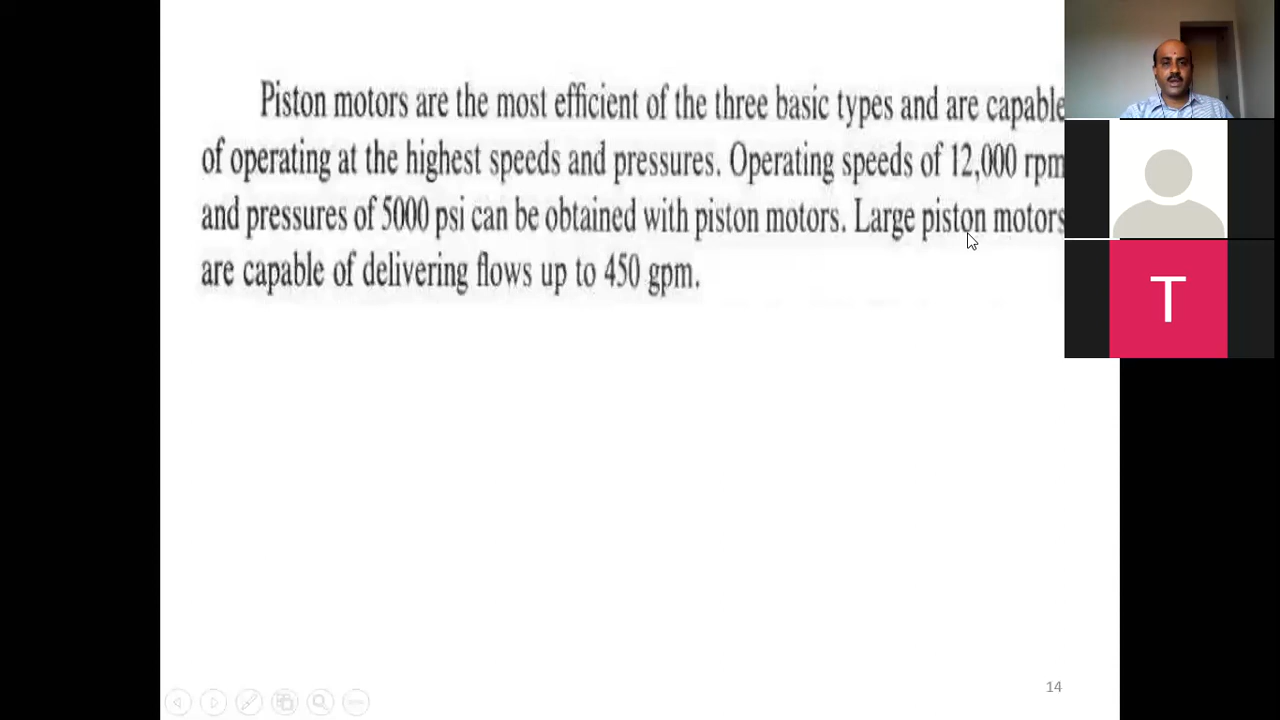 Piston motors are the most efficient of the three basic types and are capable
of operating at the highest speeds and pressures. Operating speeds of 12,000 rpm
and pressures of 5000 psi can be obtained with piston motors. Large piston motors
are capable of delivering flows up to 450 gpm.
T
14